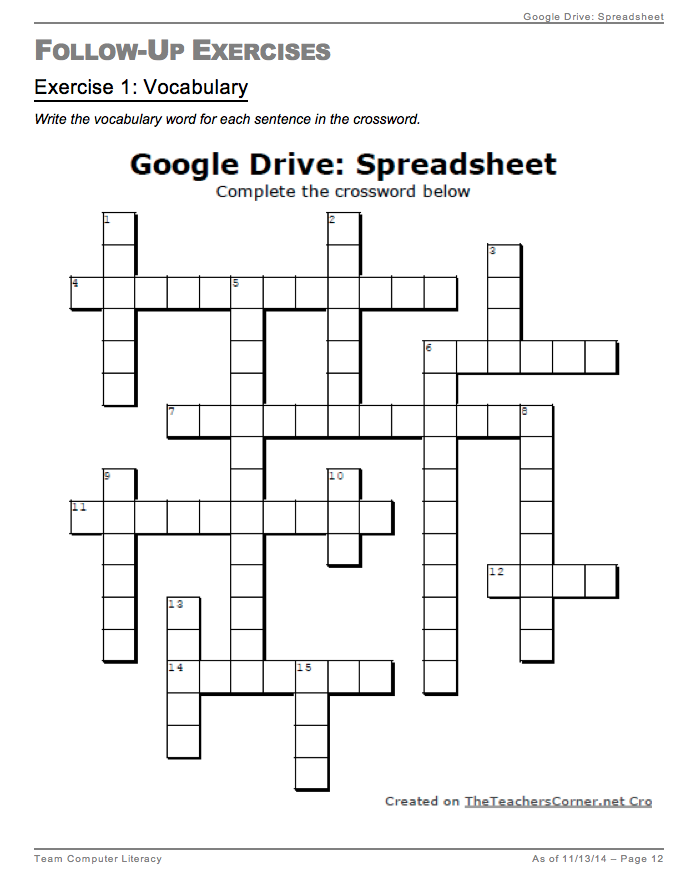 Google Drive: Spreadsheet
FOLLOW-UP EXERCISES
Exercise 1: Vocabulary
Write the vocabulary word for each sentence in the crossword.
Google Drive: Spreadsheet
Complete the crossword below
1 2
3
4 5
6
7 8
9 10
11
12
13
14 15
Created on TheTeachersCorner.net Cro
Team Computer Literacy As of 11/13/14 – Page 12